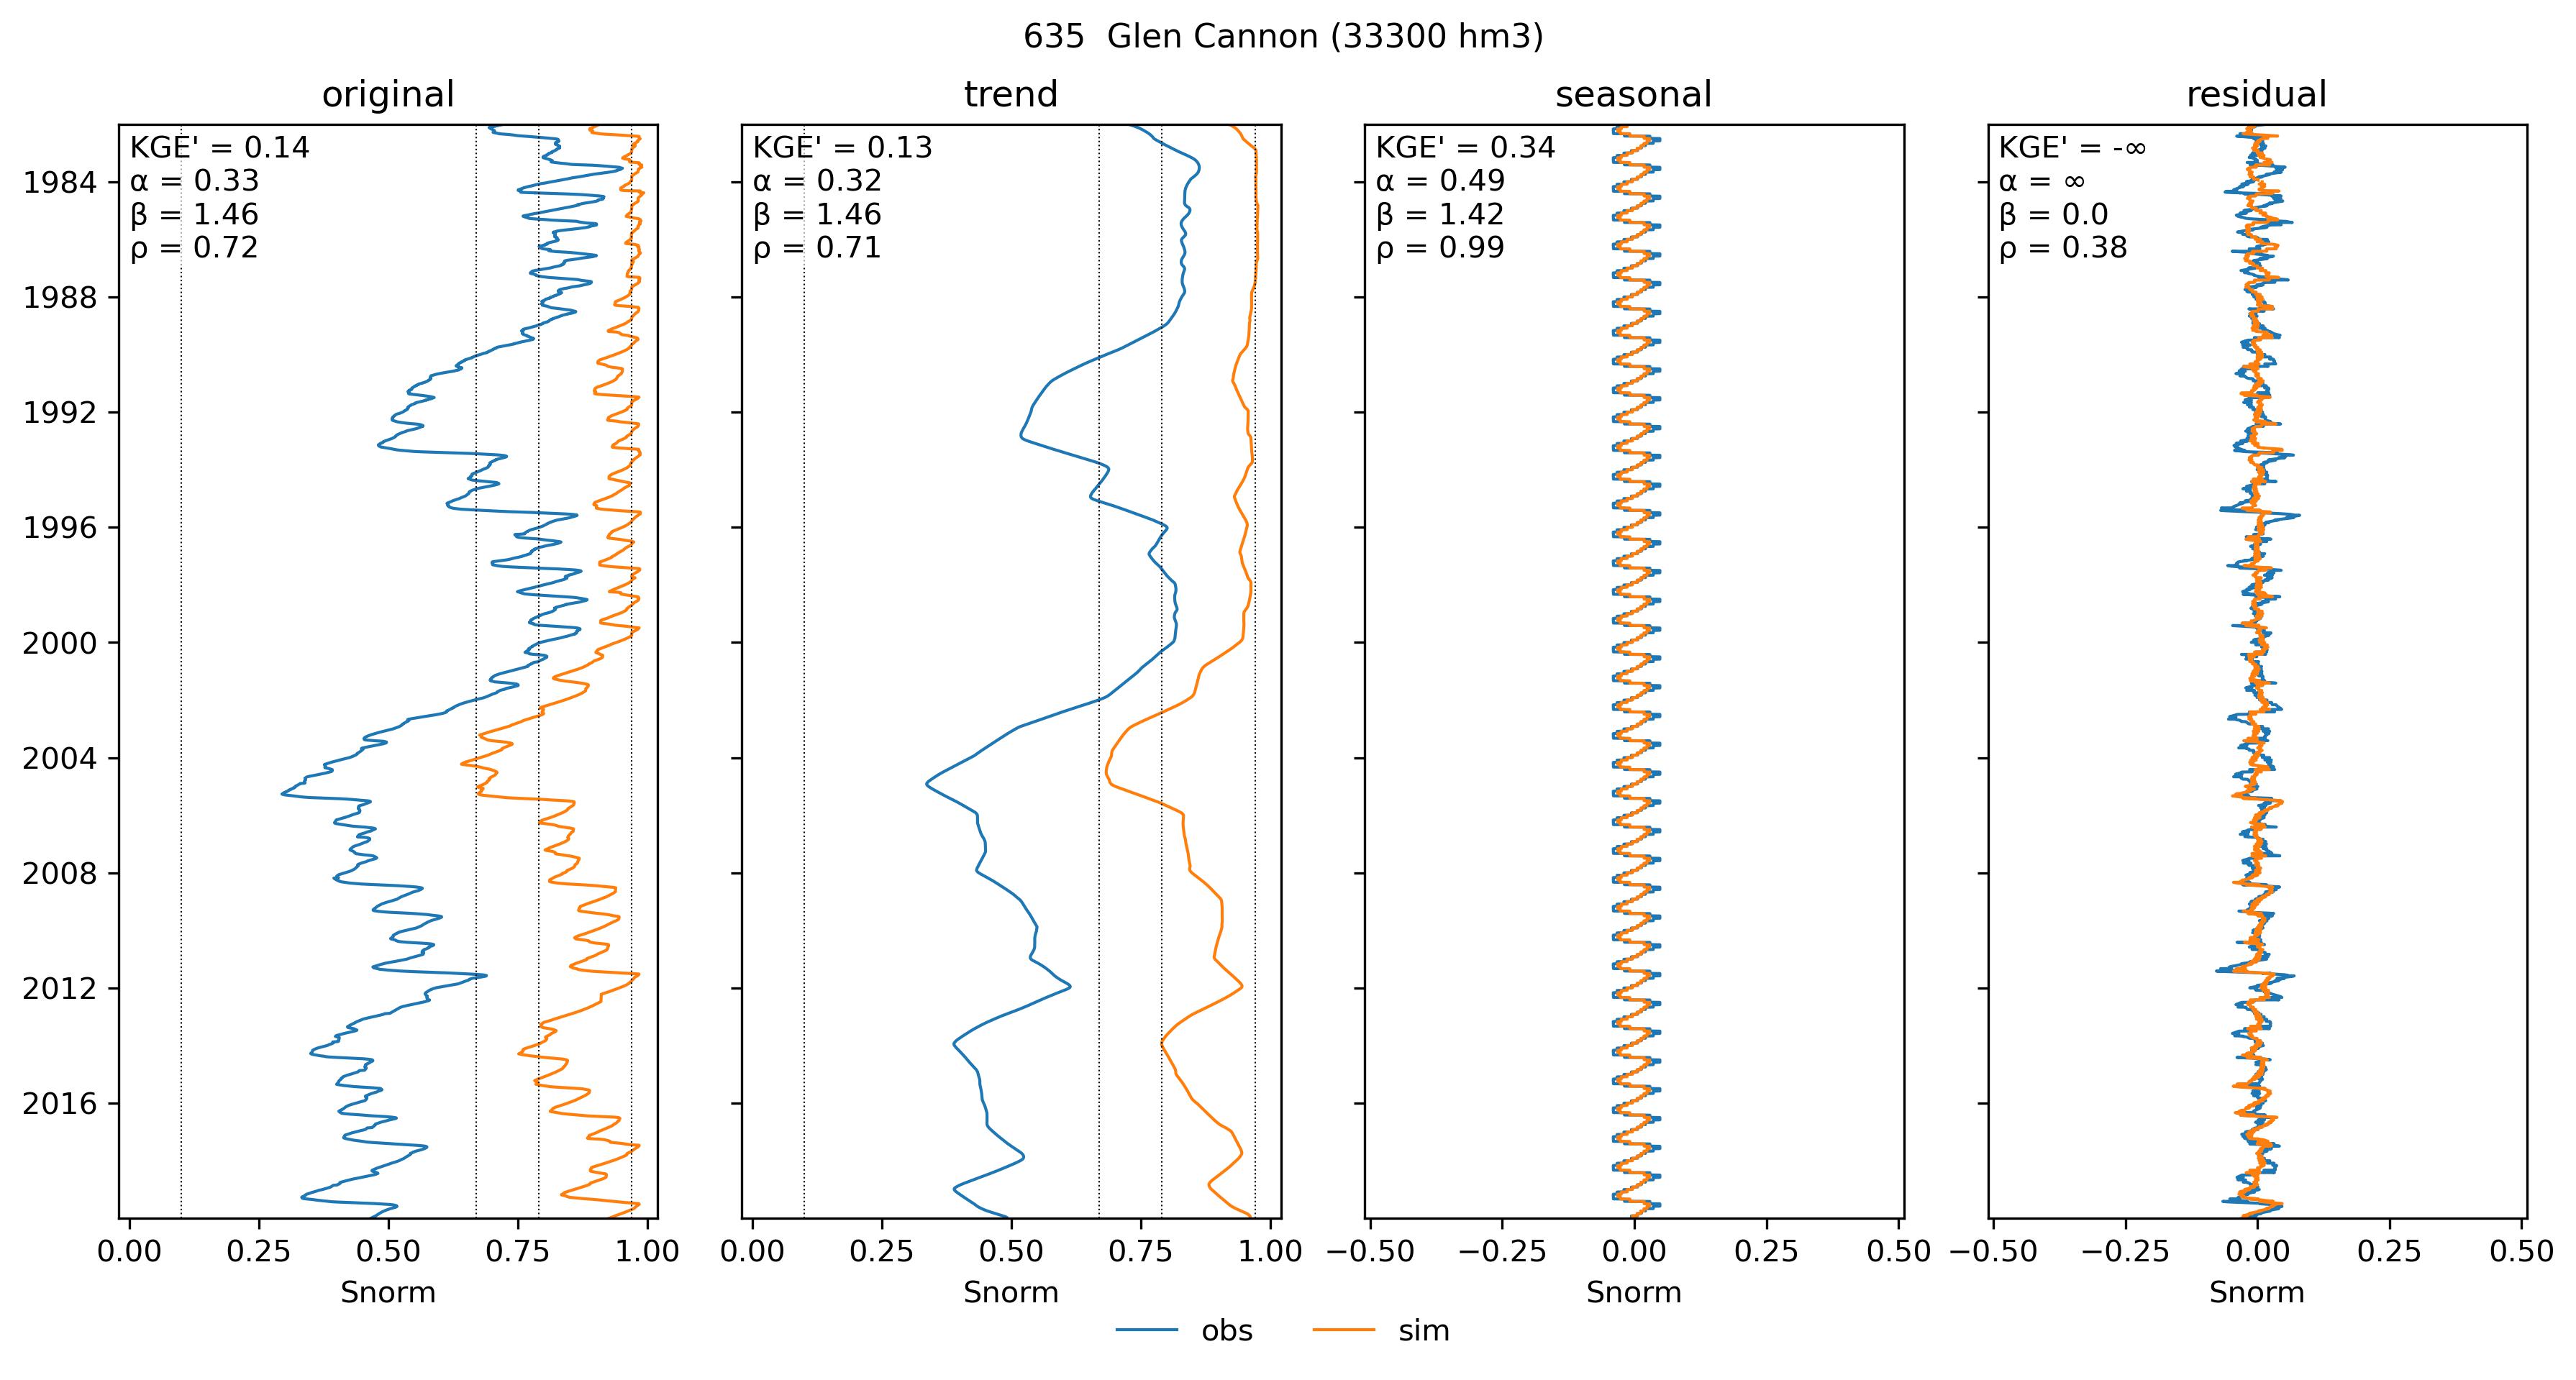 635  Glen Cannon (33300 hm3)
original
trend
seasonal
residual
KGE' = 0.14
α = 0.33
β = 1.46
ρ = 0.72
KGE' = 0.13
α = 0.32
β = 1.46
ρ = 0.71
KGE' = 0.34
α = 0.49
β = 1.42
ρ = 0.99
KGE' = -∞
α = ∞
β = 0.0
ρ = 0.38
1984
1988
1992
1996
2000
2004
2008
2012
2016
0.00 0.25 0.50 0.75 1.00
0.00 0.25 0.50 0.75 1.00
−0.50 −0.25 0.00 0.25 0.50
−0.50 −0.25 0.00 0.25 0.50
Snorm
Snorm
Snorm
Snorm
obs sim